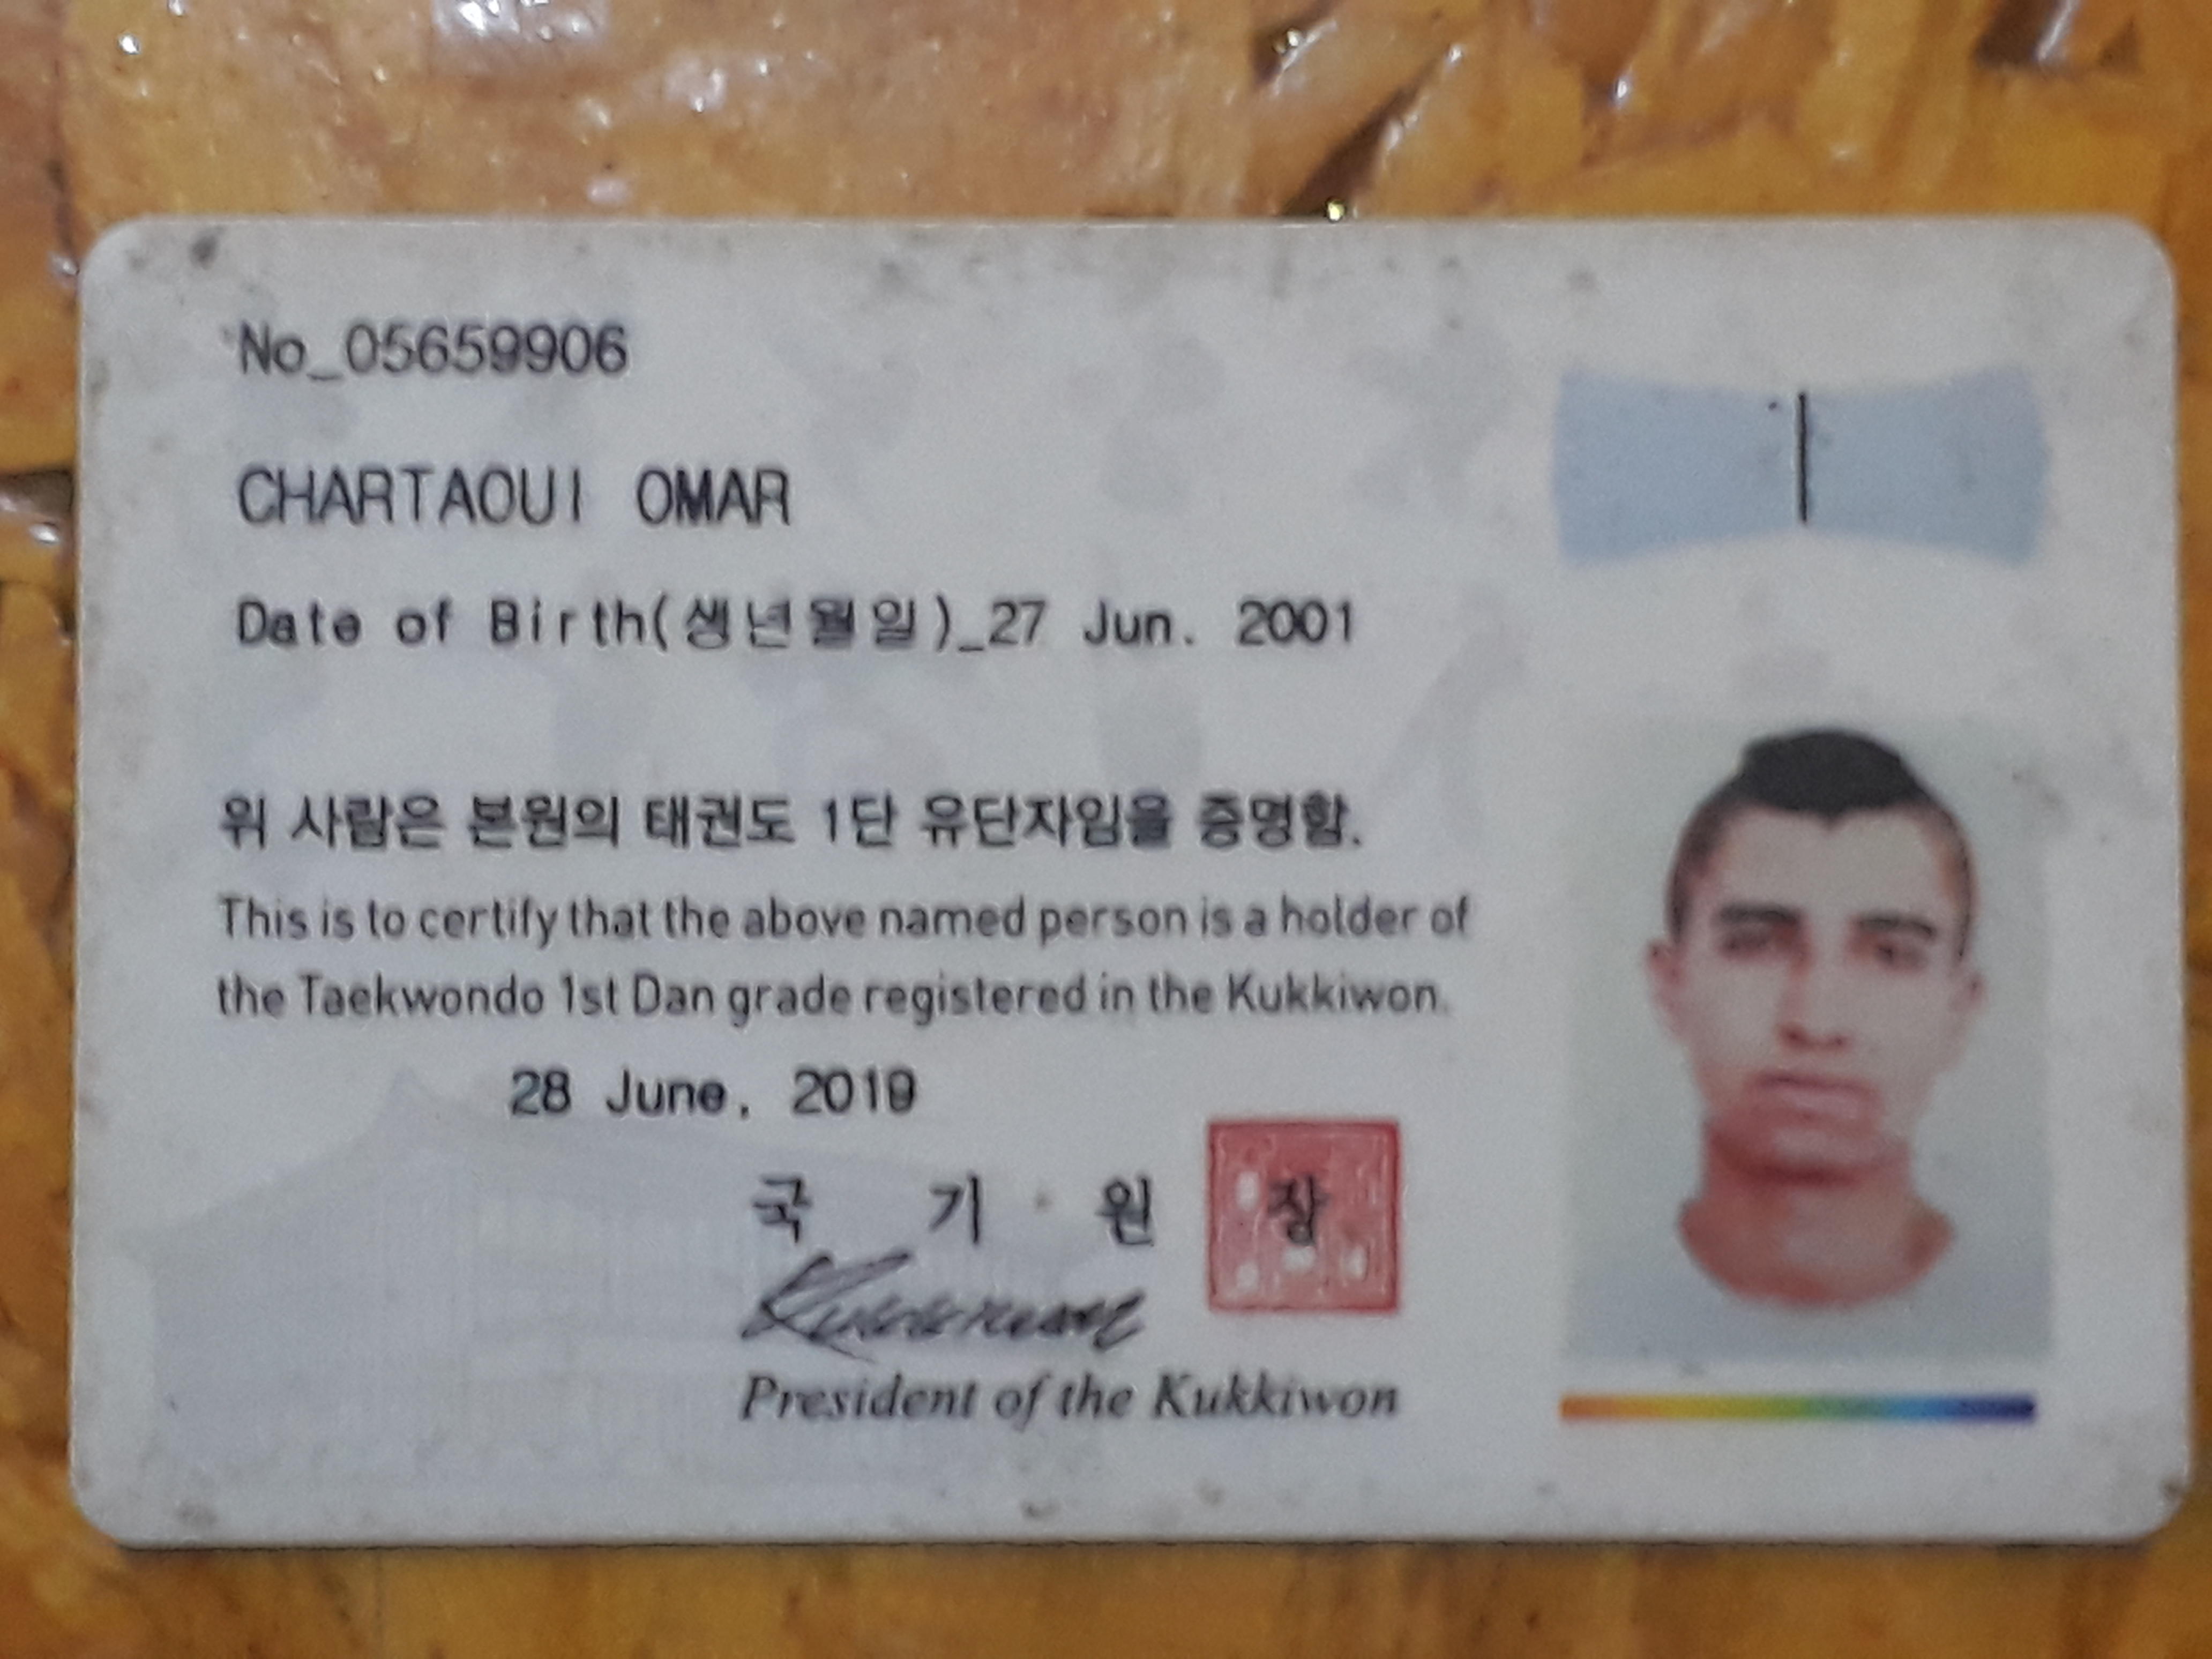 No_05659906
CHARTAOUI OMAR
Date of Birth(생년월일)_27 Jun. 2001
위 사람은 본원의 태권도 1단 유단자임을 증명함.
This is to certify that the above named person is a holder of
the Taekwondo 1st Dan grade registered in the Kukkiwon.
28 June, 2019
국 기 원 장
Kukkiwon
President of the Kukkiwon